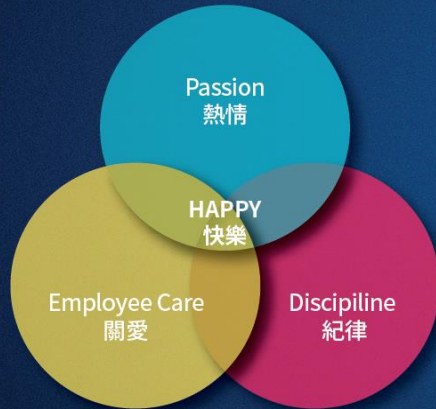 Passion
熱情
HAPPY
快樂
Employee Care
關愛
Discipiline
紀律